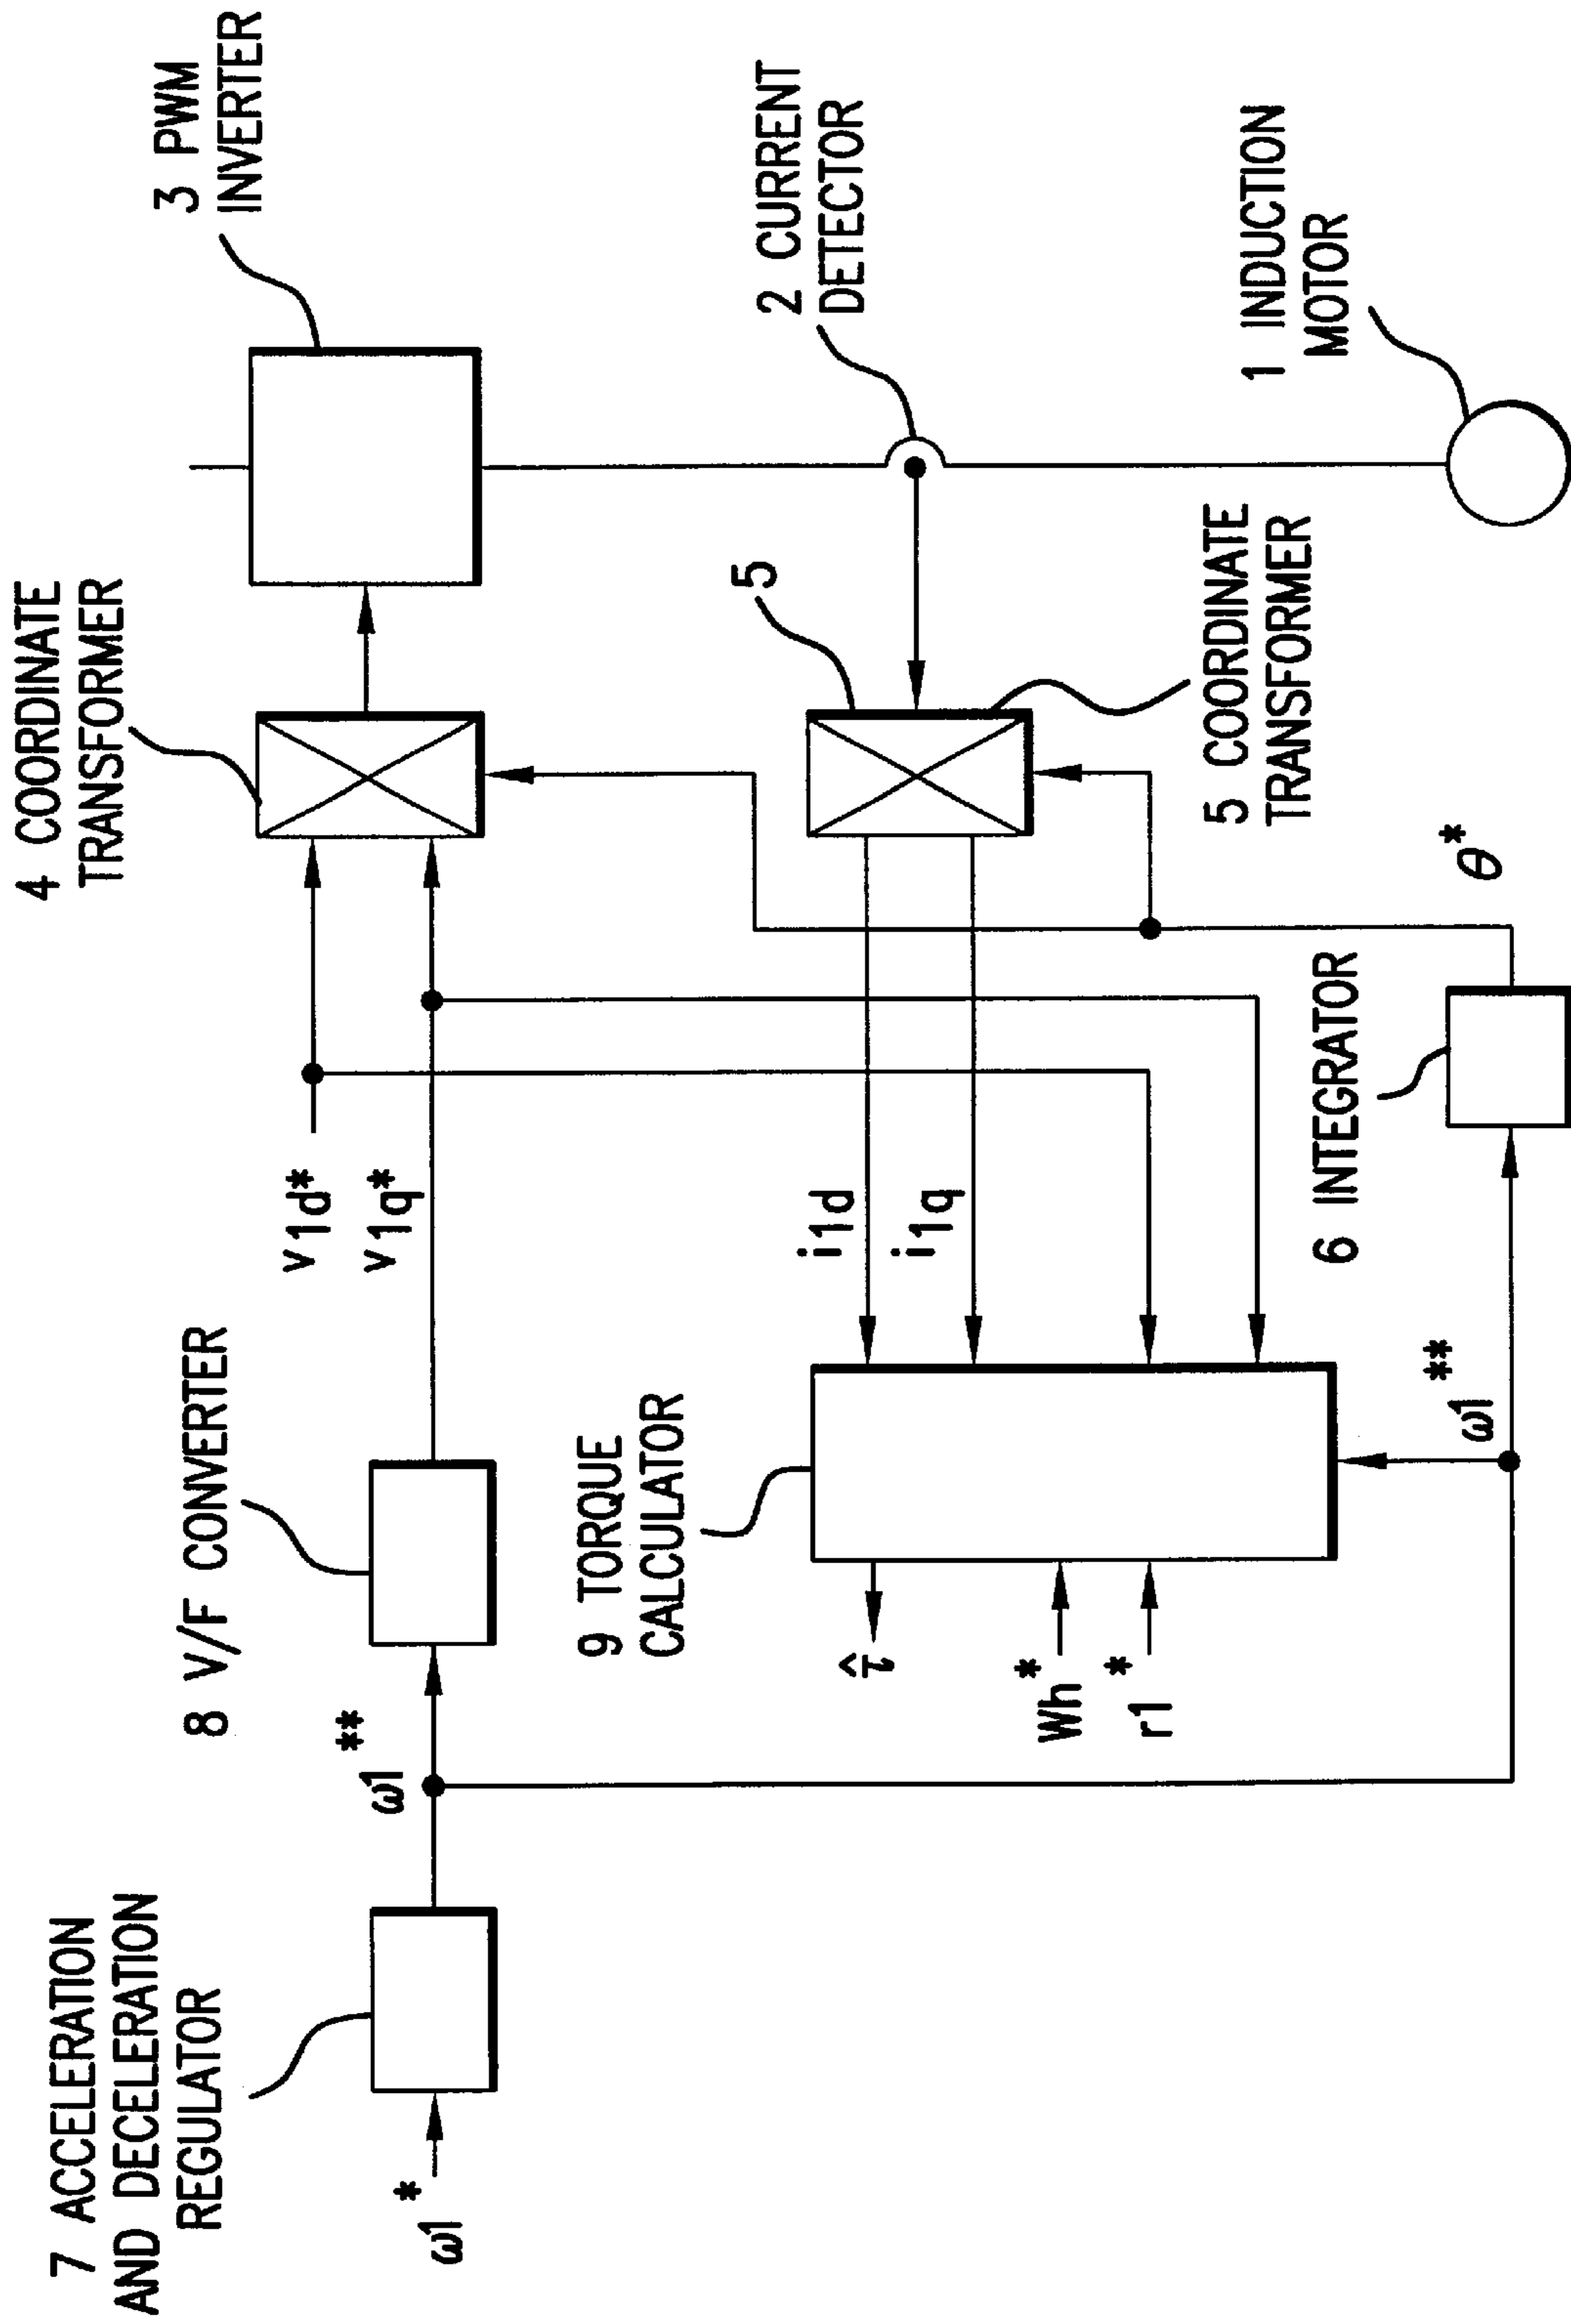 7 ACCELERATION
AND DECELERATION
REGULATOR
ω1*
ω1**
8 V/F CONVERTER
v1d*
v1q*
4 COORDINATE
TRANSFORMER
3 PWM
INVERTER
9 TORQUE
CALCULATOR
τ̂
Wh*
r1*
i1d
i1q
5
2 CURRENT
DETECTOR
5 COORDINATE
TRANSFORMER
ω1**
6 INTEGRATOR
θ*
1 INDUCTION
MOTOR